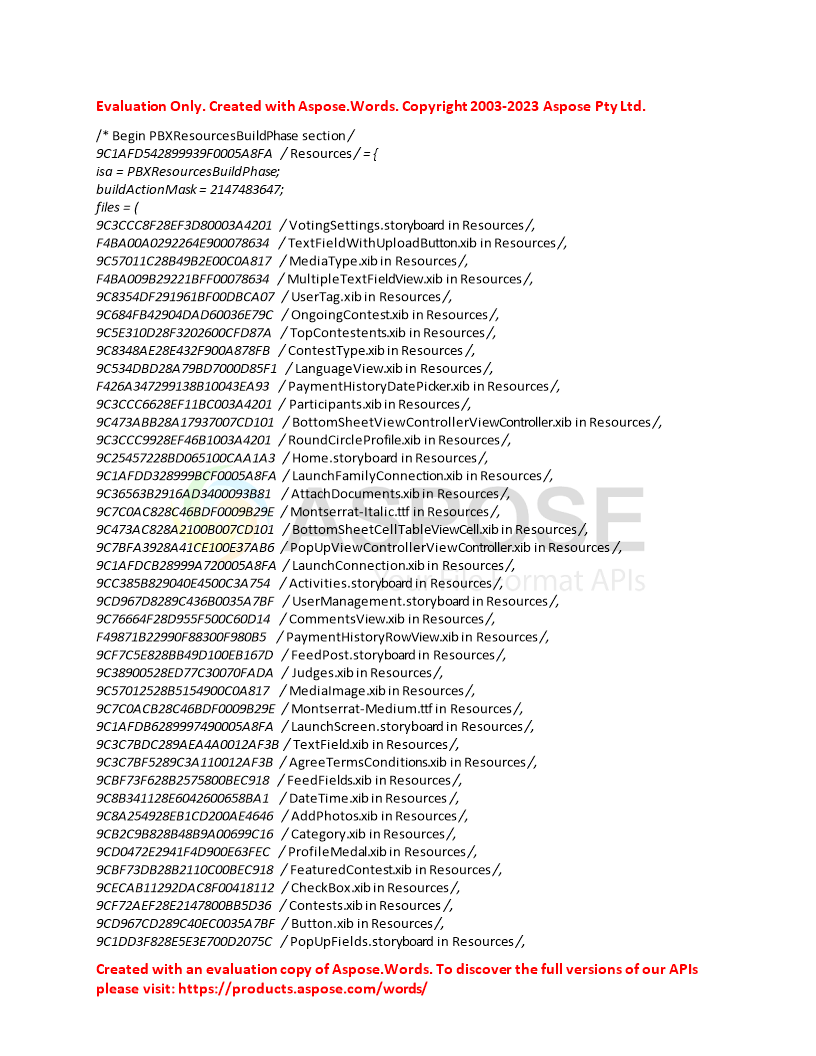 Evaluation Only. Created with Aspose.Words. Copyright 2003-2023 Aspose Pty Ltd.
/* Begin PBXResourcesBuildPhase section /
9C1AFD542899939F0005A8FA / Resources / = {
isa = PBXResourcesBuildPhase;
buildActionMask = 2147483647;
files = (
9C3CCC8F28EF3D80003A4201 / VotingSettings.storyboard in Resources /,
F4BA00A0292264E900078634 / TextFieldWithUploadButton.xib in Resources /,
9C57011C28B49B2E00C0A817 / MediaType.xib in Resources /,
F4BA009B29221BFF00078634 / MultipleTextFieldView.xib in Resources /,
9C8354DF291961BF00DBCA07 / UserTag.xib in Resources /,
9C684FB42904DAD60036E79C / OngoingContest.xib in Resources /,
9C5E310D28F3202600CFD87A / TopContestents.xib in Resources /,
9C8348AE28E432F900A878FB / ContestType.xib in Resources /,
9C534DBD28A79BD7000D85F1 / LanguageView.xib in Resources /,
F426A347299138B10043EA93 / PaymentHistoryDatePicker.xib in Resources /,
9C3CCC6628EF11BC003A4201 / Participants.xib in Resources /,
9C473ABB28A17937007CD101 / BottomSheetViewControllerViewController.xib in Resources /,
9C3CCC9928EF46B1003A4201 / RoundCircleProfile.xib in Resources /,
9C25457228BD065100CAA1A3 / Home.storyboard in Resources /,
9C1AFDD328999BCF0005A8FA / LaunchFamilyConnection.xib in Resources /,
9C36563B2916AD3400093B81 / AttachDocuments.xib in Resources /,
9C7C0AC828C46BDF0009B29E / Montserrat-Italic.ttf in Resources /,
9C473AC828A2100B007CD101 / BottomSheetCellTableViewCell.xib in Resources /,
9C7BFA3928A41CE100E37AB6 / PopUpViewControllerViewController.xib in Resources /,
9C1AFDCB28999A720005A8FA / LaunchConnection.xib in Resources /,
9CC385B829040E4500C3A754 / Activities.storyboard in Resources /,
9CD967D8289C436B0035A7BF / UserManagement.storyboard in Resources /,
9C76664F28D955F500C60D14 / CommentsView.xib in Resources /,
F49871B22990F88300F980B5 / PaymentHistoryRowView.xib in Resources /,
9CF7C5E828BB49D100EB167D / FeedPost.storyboard in Resources /,
9C38900528ED77C30070FADA / Judges.xib in Resources /,
9C57012528B5154900C0A817 / MediaImage.xib in Resources /,
9C7C0ACB28C46BDF0009B29E / Montserrat-Medium.ttf in Resources /,
9C1AFDB6289997490005A8FA / LaunchScreen.storyboard in Resources /,
9C3C7BDC289AEA4A0012AF3B / TextField.xib in Resources /,
9C3C7BF5289C3A110012AF3B / AgreeTermsConditions.xib in Resources /,
9CBF73F628B2575800BEC918 / FeedFields.xib in Resources /,
9C8B341128E6042600658BA1 / DateTime.xib in Resources /,
9C8A254928EB1CD200AE4646 / AddPhotos.xib in Resources /,
9CB2C9B828B48B9A00699C16 / Category.xib in Resources /,
9CD0472E2941F4D900E63FEC / ProfileMedal.xib in Resources /,
9CBF73DB28B2110C00BEC918 / FeaturedContest.xib in Resources /,
9CECAB11292DAC8F00418112 / CheckBox.xib in Resources /,
9CF72AEF28E2147800BB5D36 / Contests.xib in Resources /,
9CD967CD289C40EC0035A7BF / Button.xib in Resources /,
9C1DD3F828E5E3E700D2075C / PopUpFields.storyboard in Resources /,
Created with an evaluation copy of Aspose.Words. To discover the full versions of our APIs
please visit: https://products.aspose.com/words/
ASPOSE
Your File Format APIs